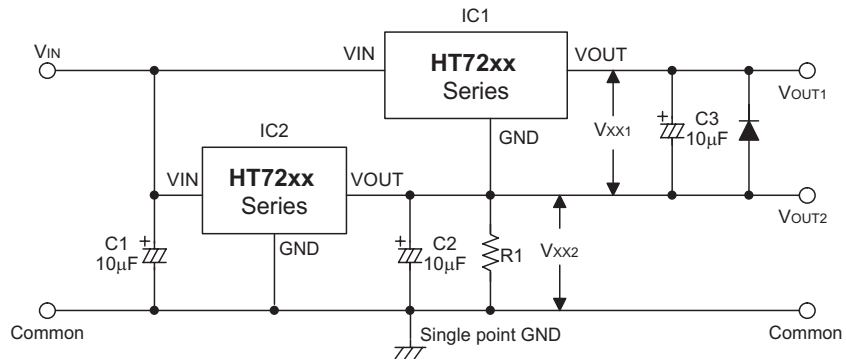 IC1
VIN
VIN
HT72xx
Series
VOUT
VOUT1
GND
VXX1
+
C3
10μF
IC2
VIN
HT72xx
Series
VOUT
VOUT2
GND
C1
+
10μF
+
C2
10μF
R1
VXX2
Common
Single point GND
Common